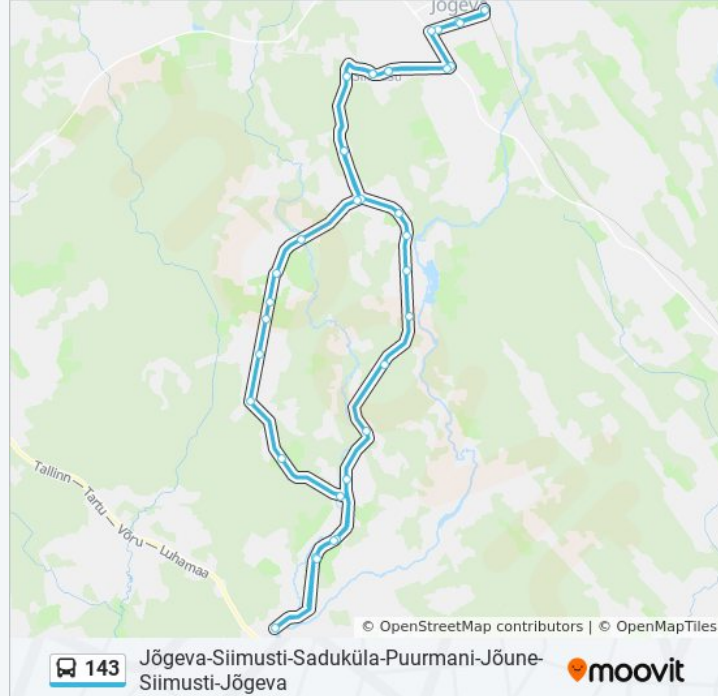 Jõgeva
Tallinn — Tartu — Võru — Luhamaa
© OpenStreetMap contributors | © OpenMapTiles
143
Jõgeva-Siimusti-Saduküla-Puurmani-Jõune-
Siimusti-Jõgeva
moovit